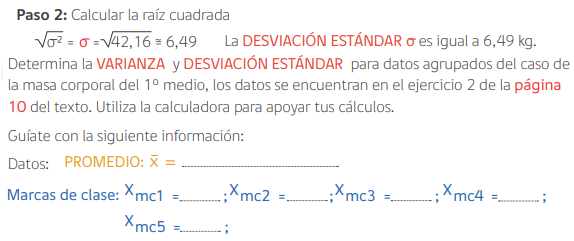 Paso 2: Calcular la raíz cuadrada
√σ² = σ =√42,16 ≅ 6,49 La DESVIACIÓN ESTÁNDAR σ es igual a 6,49 kg.
Determina la VARIANZA y DESVIACIÓN ESTÁNDAR para datos agrupados del caso de
la masa corporal del 1º medio, los datos se encuentran en el ejercicio 2 de la página
10 del texto. Utiliza la calculadora para apoyar tus cálculos.
Guíate con la siguiente información:
Datos: PROMEDIO: x̄ = ............
Marcas de clase: Xmc1 =............ ; Xmc2 =............ ; Xmc3 =............ ; Xmc4 =............ ;
Xmc5 =............ ;